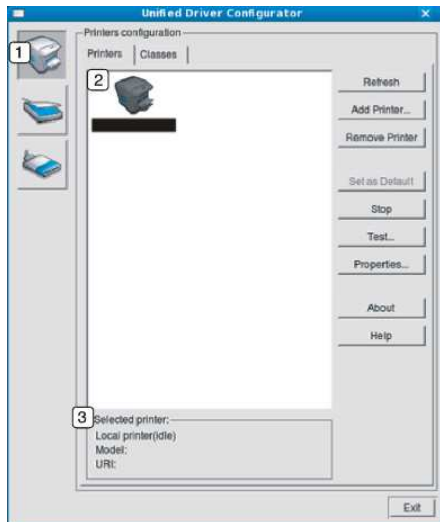 Unified Driver Configurator
Printers configuration
1
Printers
Classes
2
Refresh
Add Printer...
Remove Printer
Set as Default
Stop
Test...
Properties...
About
Help
3
Selected printer:
Local printer(idle)
Model:
URI:
Exit